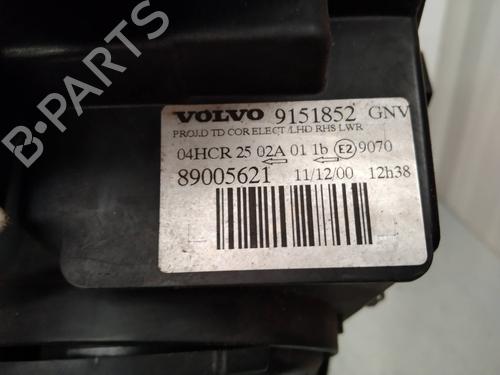 VOLVO 9151852 GNV
PROJ.D TD COR ELECT /LHD RHS LWR
04HCR 25 02A 01 1b E2 9070
89005621 11/12/00 12h38
B-PARTS